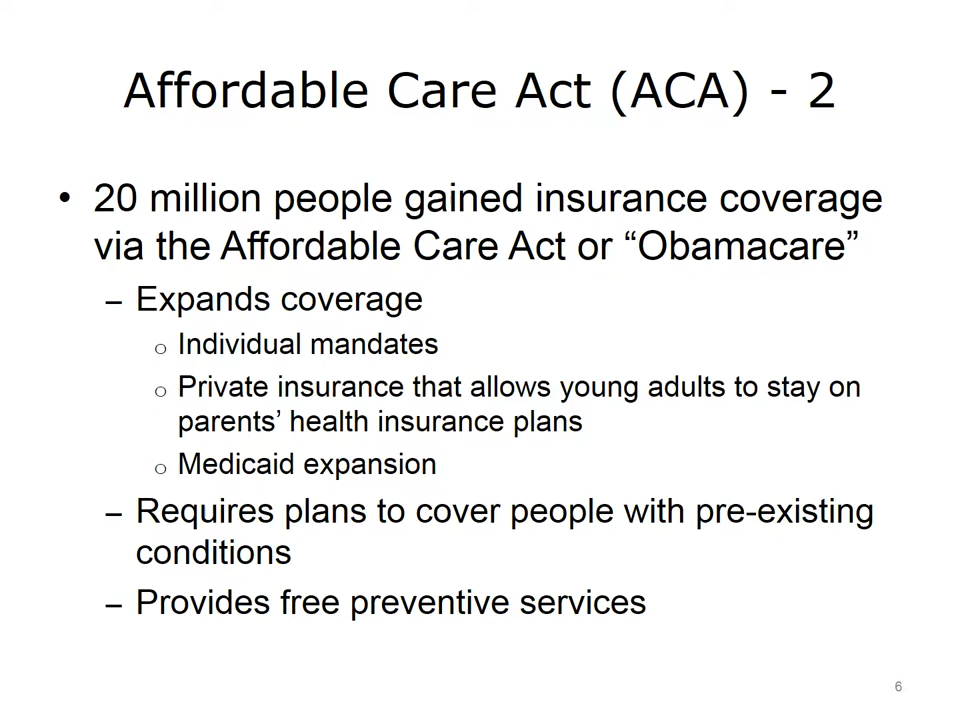 Affordable Care Act (ACA) - 2
• 20 million people gained insurance coverage
via the Affordable Care Act or “Obamacare”
– Expands coverage
o Individual mandates
o Private insurance that allows young adults to stay on
parents’ health insurance plans
o Medicaid expansion
– Requires plans to cover people with pre-existing
conditions
– Provides free preventive services
6